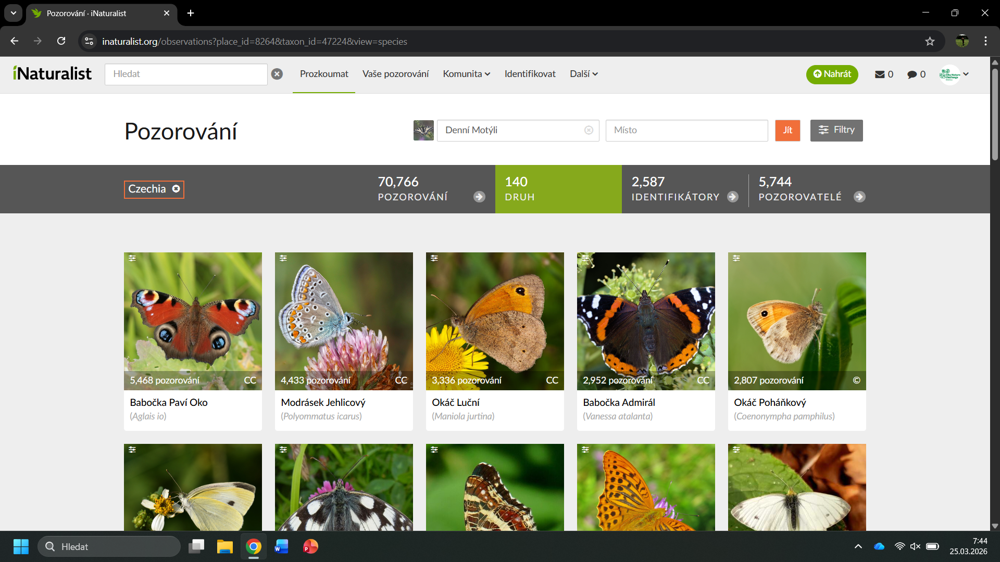 Pozorování · iNaturalist
inaturalist.org/observations?place_id=8264&taxon_id=47224&view=species
iNaturalist
Hledat
Prozkoumat
Vaše pozorování
Komunita
Identifikovat
Další
Nahrát
0
0
Pozorování
Denní Motýli
Místo
Jít
Filtry
Czechia
70,766
POZOROVÁNÍ
140
DRUH
2,587
IDENTIFIKÁTORY
5,744
POZOROVATELÉ
5,468 pozorování CC
Babočka Paví Oko
(Aglais io)
4,433 pozorování CC
Modrásek Jehlicový
(Polyommatus icarus)
3,336 pozorování CC
Okáč Luční
(Maniola jurtina)
2,952 pozorování CC
Babočka Admirál
(Vanessa atalanta)
2,807 pozorování ©
Okáč Poháňkový
(Coenonympha pamphilus)
Hledat
7:44
25.03.2026